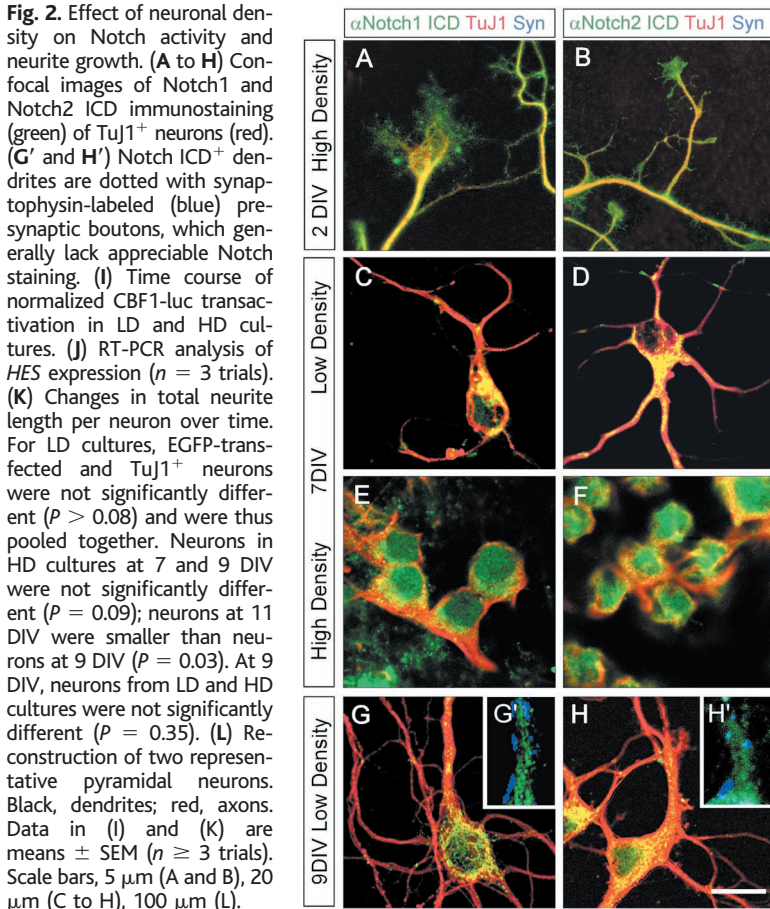 Fig. 2. Effect of neuronal den-
sity on Notch activity and
neurite growth. (A to H) Con-
focal images of Notch1 and
Notch2 ICD immunostaining
(green) of TuJ1+ neurons (red).
(G′ and H′) Notch ICD+ den-
drites are dotted with synap-
tophysin-labeled (blue) pre-
synaptic boutons, which gen-
erally lack appreciable Notch
staining. (I) Time course of
normalized CBF1-luc transac-
tivation in LD and HD cul-
tures. (J) RT-PCR analysis of
HES expression (n = 3 trials).
(K) Changes in total neurite
length per neuron over time.
For LD cultures, EGFP-trans-
fected and TuJ1+ neurons
were not significantly differ-
ent (P > 0.08) and were thus
pooled together. Neurons in
HD cultures at 7 and 9 DIV
were not significantly differ-
ent (P = 0.09); neurons at 11
DIV were smaller than neu-
rons at 9 DIV (P = 0.03). At 9
DIV, neurons from LD and HD
cultures were not significantly
different (P = 0.35). (L) Re-
construction of two represen-
tative pyramidal neurons.
Black, dendrites; red, axons.
Data in (I) and (K) are
means ± SEM (n ≥ 3 trials).
Scale bars, 5 μm (A and B), 20
μm (C to H), 100 μm (L).
αNotch1 ICD TuJ1 Syn
αNotch2 ICD TuJ1 Syn
2 DIV High Density
A
B
7DIV
Low Density
C
D
High Density
E
F
9DIV Low Density
G
G'
H
H'